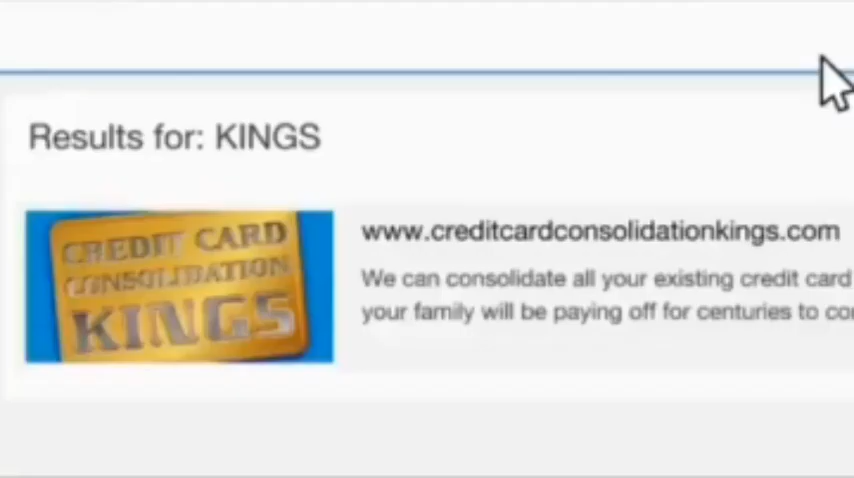 Results for: KINGS
CREDIT CARD
CONSOLIDATION
KINGS
www.creditcardconsolidationkings.com
We can consolidate all your existing credit card
your family will be paying off for centuries to